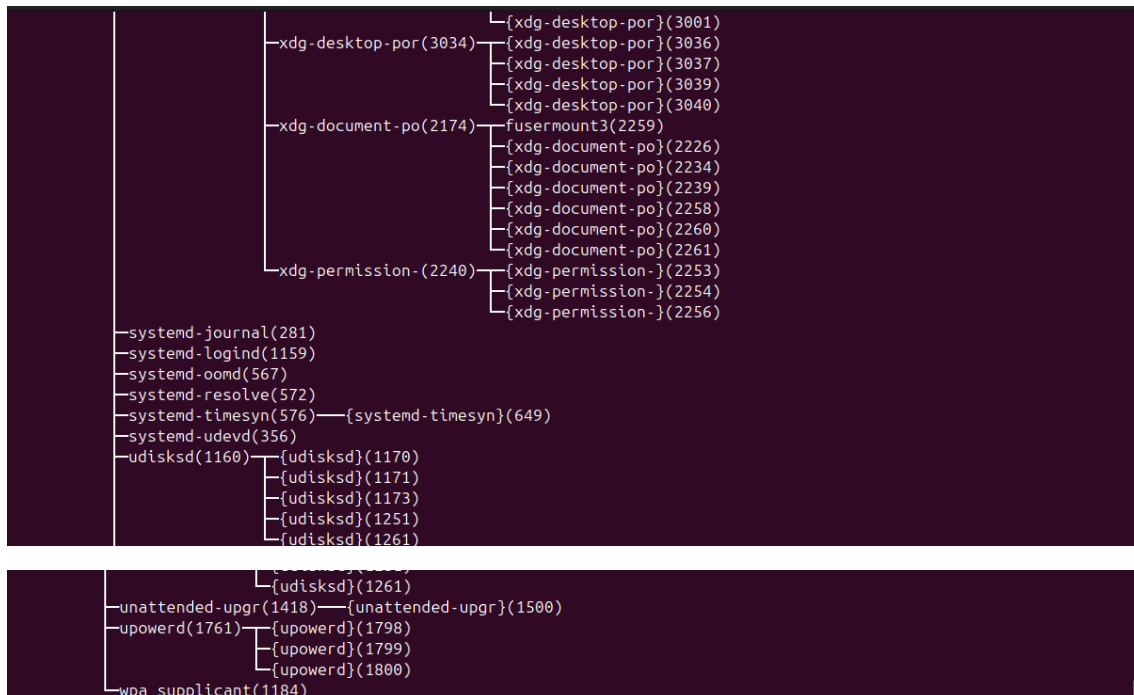 {xdg-desktop-por}(3001)
xdg-desktop-por(3034) {xdg-desktop-por}(3036)
{xdg-desktop-por}(3037)
{xdg-desktop-por}(3039)
{xdg-desktop-por}(3040)
xdg-document-po(2174) fusermount3(2259)
{xdg-document-po}(2226)
{xdg-document-po}(2234)
{xdg-document-po}(2239)
{xdg-document-po}(2258)
{xdg-document-po}(2260)
{xdg-document-po}(2261)
xdg-permission-(2240) {xdg-permission-}(2253)
{xdg-permission-}(2254)
{xdg-permission-}(2256)
systemd-journal(281)
systemd-logind(1159)
systemd-oomd(567)
systemd-resolve(572)
systemd-timesyn(576) {systemd-timesyn}(649)
systemd-udevd(356)
udisksd(1160) {udisksd}(1170)
{udisksd}(1171)
{udisksd}(1173)
{udisksd}(1251)
{udisksd}(1261)
{udisksd}(1261)
unattended-upgr(1418) {unattended-upgr}(1500)
upowerd(1761) {upowerd}(1798)
{upowerd}(1799)
{upowerd}(1800)
wpa_supplicant(1184)